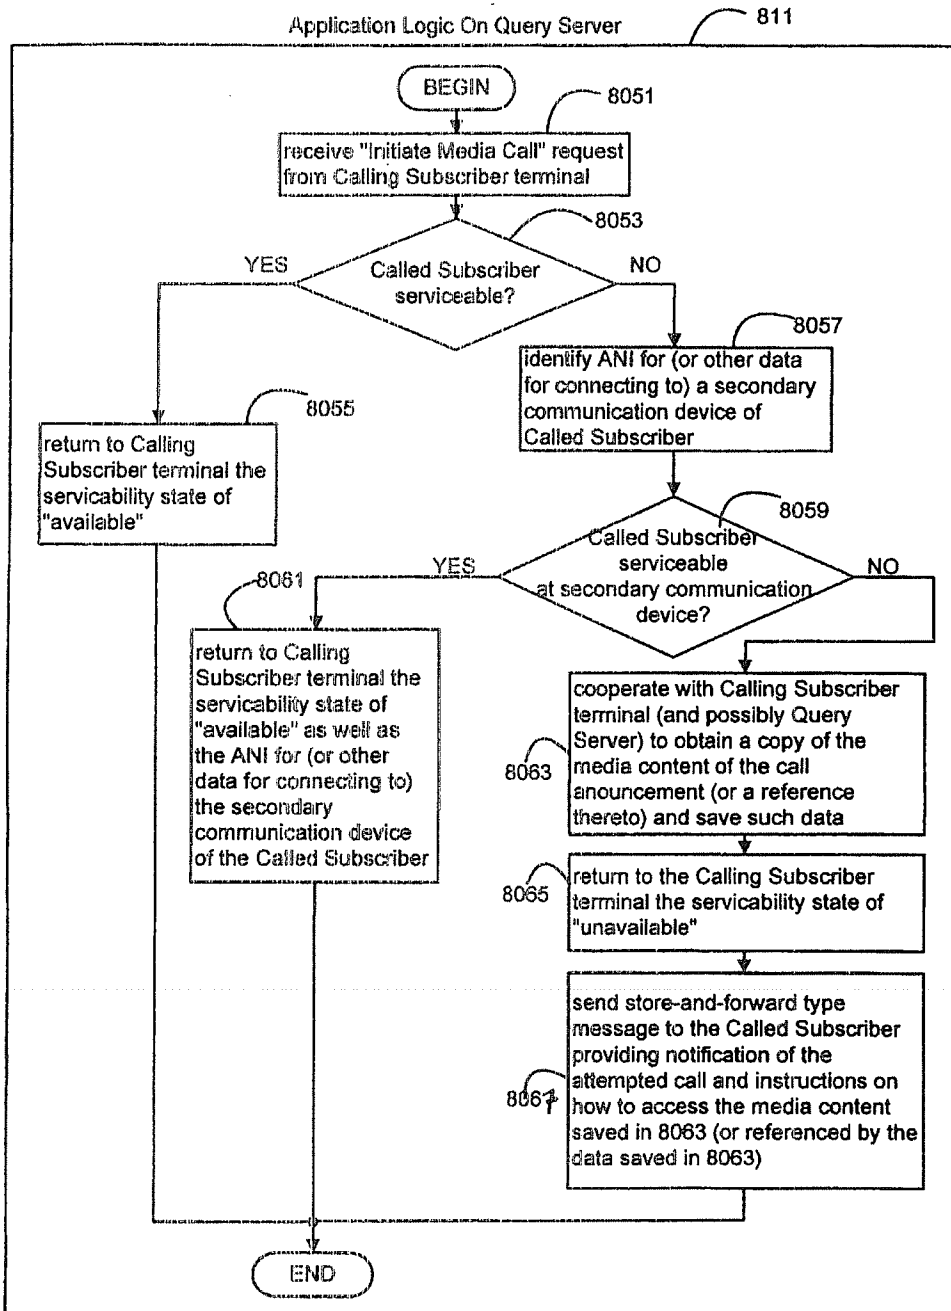 Application Logic On Query Server
811
BEGIN
8051
receive "Initiate Media Call" request
from Calling Subscriber terminal
8053
YES
Called Subscriber
serviceable?
NO
8057
identify ANI for (or other data
for connecting to) a secondary
communication device of
Called Subscriber
8055
return to Calling
Subscriber terminal the
servicability state of
"available"
8059
Called Subscriber
serviceable
at secondary communication
device?
YES
NO
8061
return to Calling
Subscriber terminal the
servicability state of
"available" as well as
the ANI for (or other
data for connecting to)
the secondary
communication device
of the Called Subscriber
8063
cooperate with Calling Subscriber
terminal (and possibly Query
Server) to obtain a copy of the
media content of the call
anouncement (or a reference
thereto) and save such data
8065
return to the Calling Subscriber
terminal the servicability state of
"unavailable"
8067
send store-and-forward type
message to the Called Subscriber
providing notification of the
attempted call and instructions on
how to access the media content
saved in 8063 (or referenced by the
data saved in 8063)
END